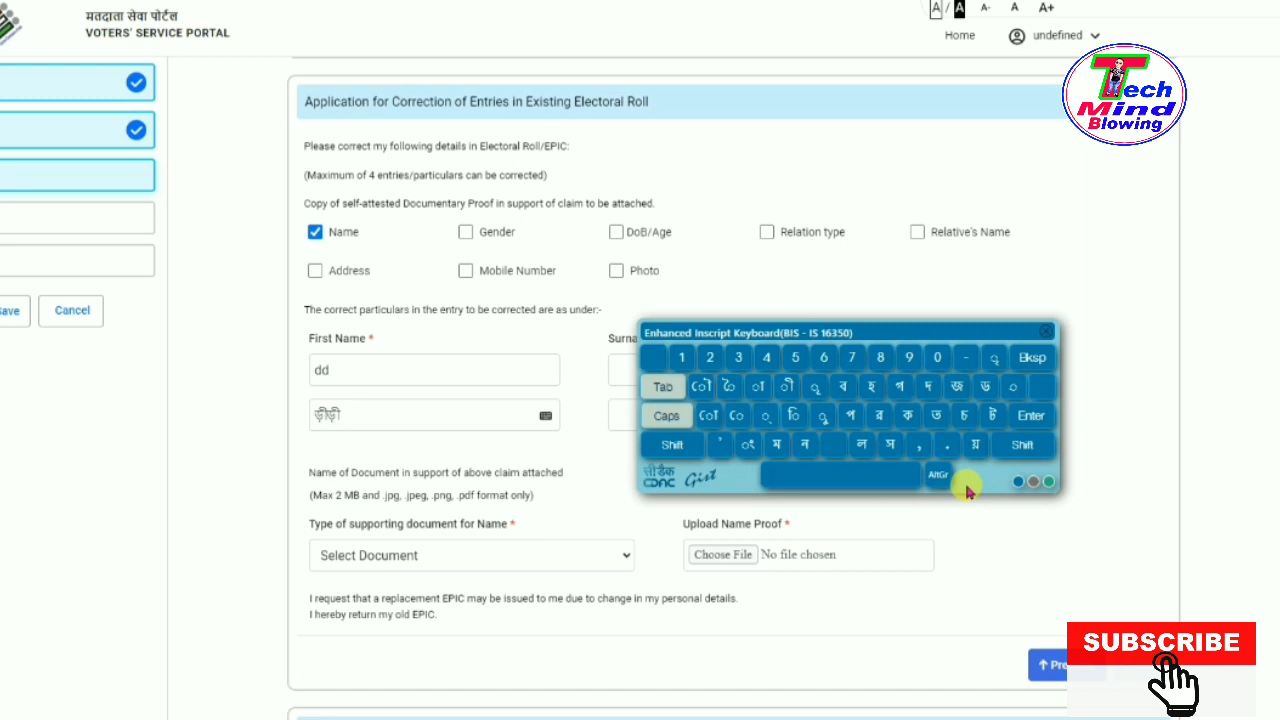 मतदाता सेवा पोर्टल
VOTERS' SERVICE PORTAL
A / A A- A A+
Home undefined
Tech
Mind
Blowing
Application for Correction of Entries in Existing Electoral Roll
Please correct my following details in Electoral Roll/EPIC:
(Maximum of 4 entries/particulars can be corrected)
Copy of self-attested Documentary Proof in support of claim to be attached.
Name Gender DoB/Age Relation type Relative's Name
Address Mobile Number Photo
ave Cancel
The correct particulars in the entry to be corrected are as under:-
First Name * Surna
dd
ড়ীড়ী
Enhanced Inscript Keyboard(BIS - IS 16350)
1 2 3 4 5 6 7 8 9 0 - ৃ Bksp
Tab ৌ ৈ া ী ূ ব হ গ দ জ ড
Caps ো ে ্ ি ু প র ক ত চ ট Enter
Shift ' ং ম ন ল স , . য় Shift
सीडैक
CDAC Gist AltGr
Name of Document in support of above claim attached
(Max 2 MB and .jpg, .jpeg, .png, .pdf format only)
Type of supporting document for Name * Upload Name Proof *
Select Document Choose File No file chosen
I request that a replacement EPIC may be issued to me due to change in my personal details.
I hereby return my old EPIC.
Pre
SUBSCRIBE